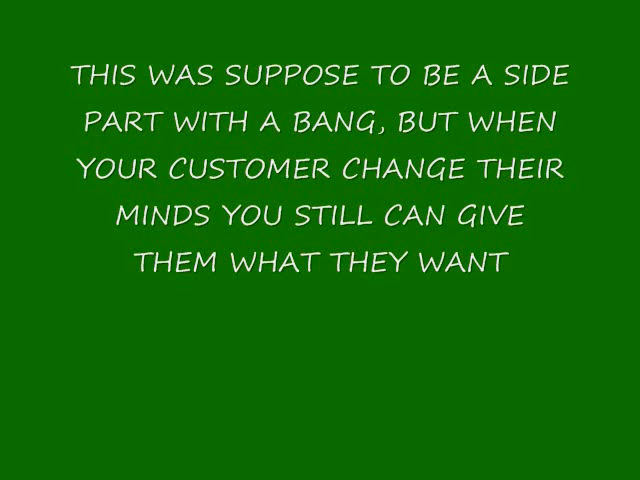 THIS WAS SUPPOSE TO BE A SIDE
PART WITH A BANG, BUT WHEN
YOUR CUSTOMER CHANGE THEIR
MINDS YOU STILL CAN GIVE
THEM WHAT THEY WANT